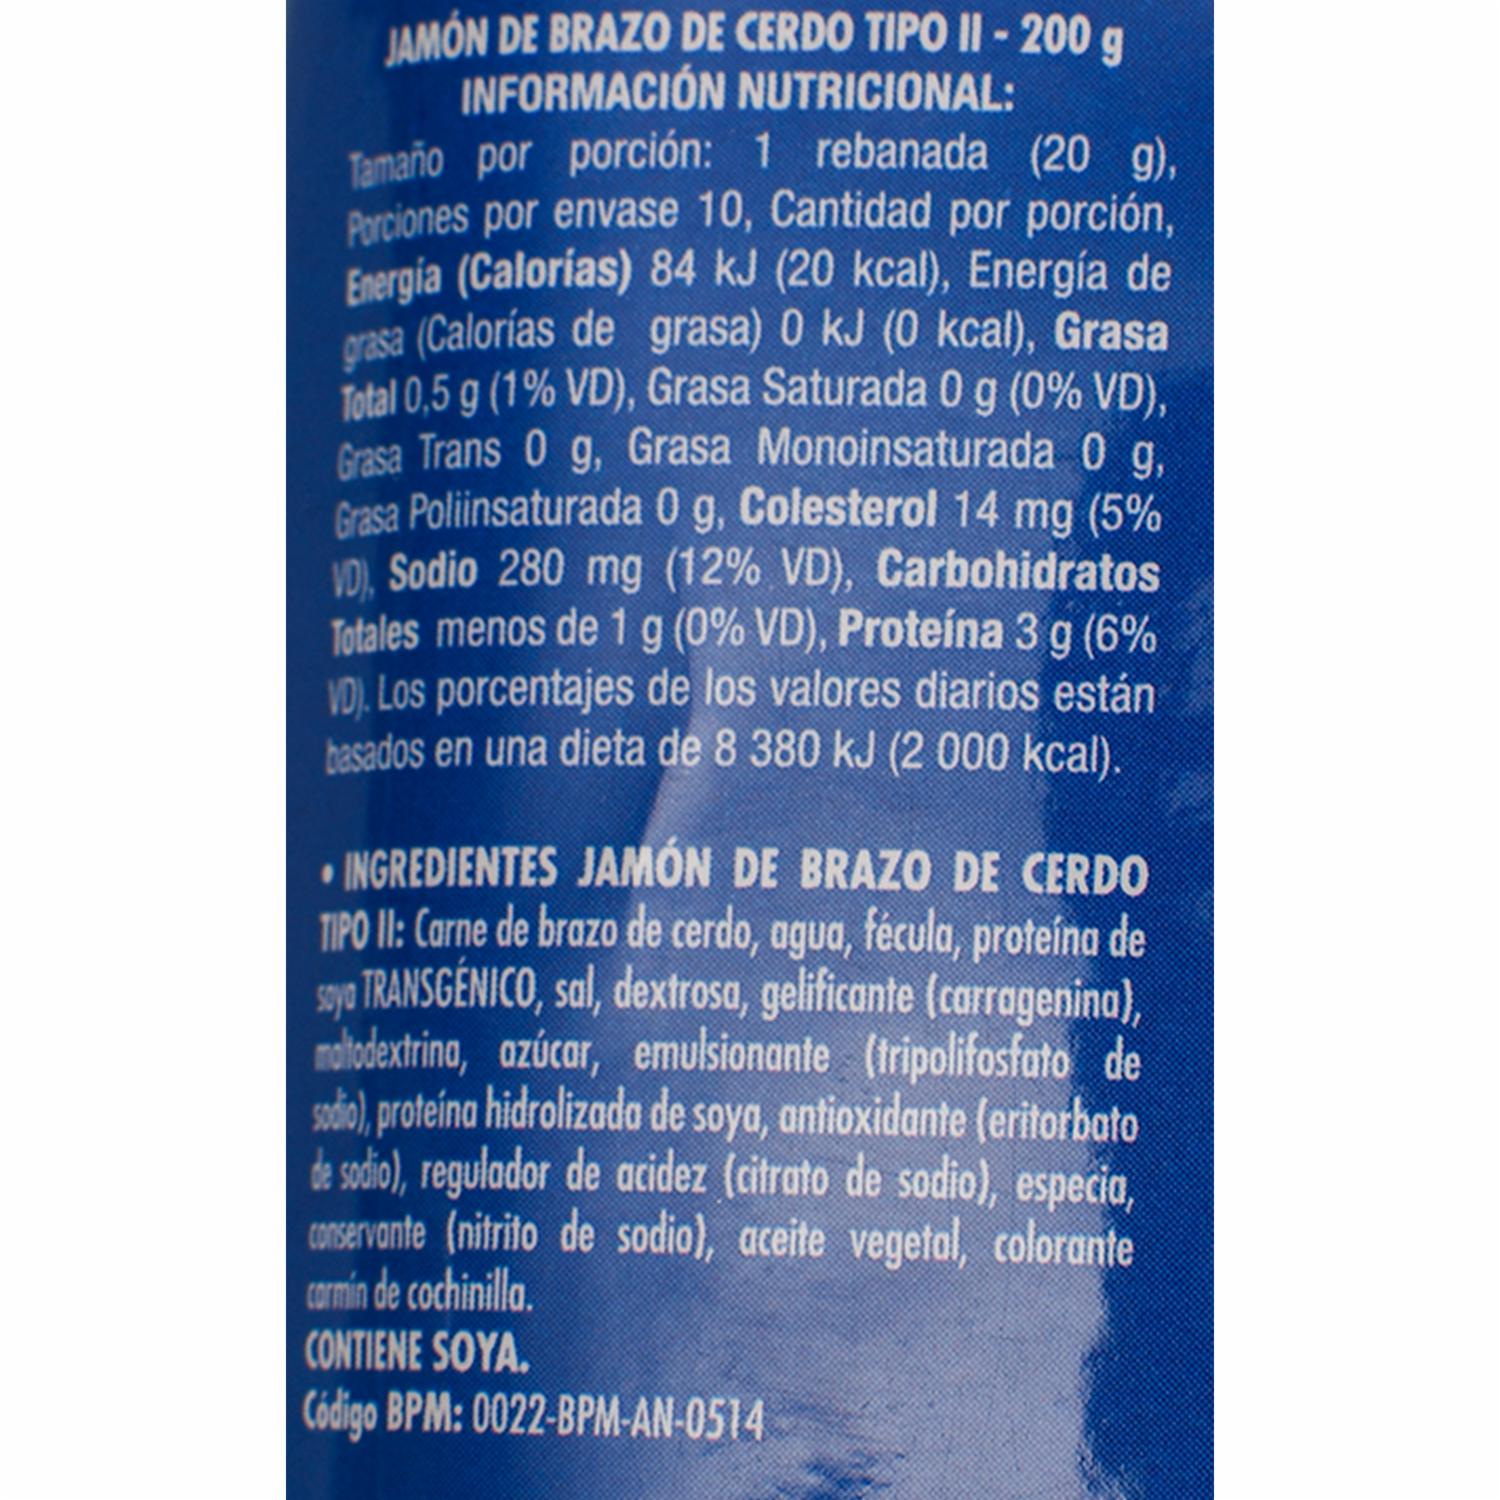 JAMÓN DE BRAZO DE CERDO TIPO II - 200 g
INFORMACIÓN NUTRICIONAL:
Tamaño por porción: 1 rebanada (20 g),
Porciones por envase 10, Cantidad por porción,
Energía (Calorías) 84 kJ (20 kcal), Energía de
grasa (Calorías de grasa) 0 kJ (0 kcal), Grasa
Total 0,5 g (1% VD), Grasa Saturada 0 g (0% VD),
Grasa Trans 0 g, Grasa Monoinsaturada 0 g,
Grasa Poliinsaturada 0 g, Colesterol 14 mg (5%
VD), Sodio 280 mg (12% VD), Carbohidratos
Totales menos de 1 g (0% VD), Proteína 3 g (6%
VD). Los porcentajes de los valores diarios están
basados en una dieta de 8 380 kJ (2 000 kcal).
• INGREDIENTES JAMÓN DE BRAZO DE CERDO
TIPO II: Carne de brazo de cerdo, agua, fécula, proteína de
soya TRANSGÉNICO, sal, dextrosa, gelificante (carragenina),
maltodextrina, azúcar, emulsionante (tripolifosfato de
sodio), proteína hidrolizada de soya, antioxidante (eritorbato
de sodio), regulador de acidez (citrato de sodio), especia,
conservante (nitrito de sodio), aceite vegetal, colorante
carmín de cochinilla.
CONTIENE SOYA.
Código BPM: 0022-BPM-AN-0514